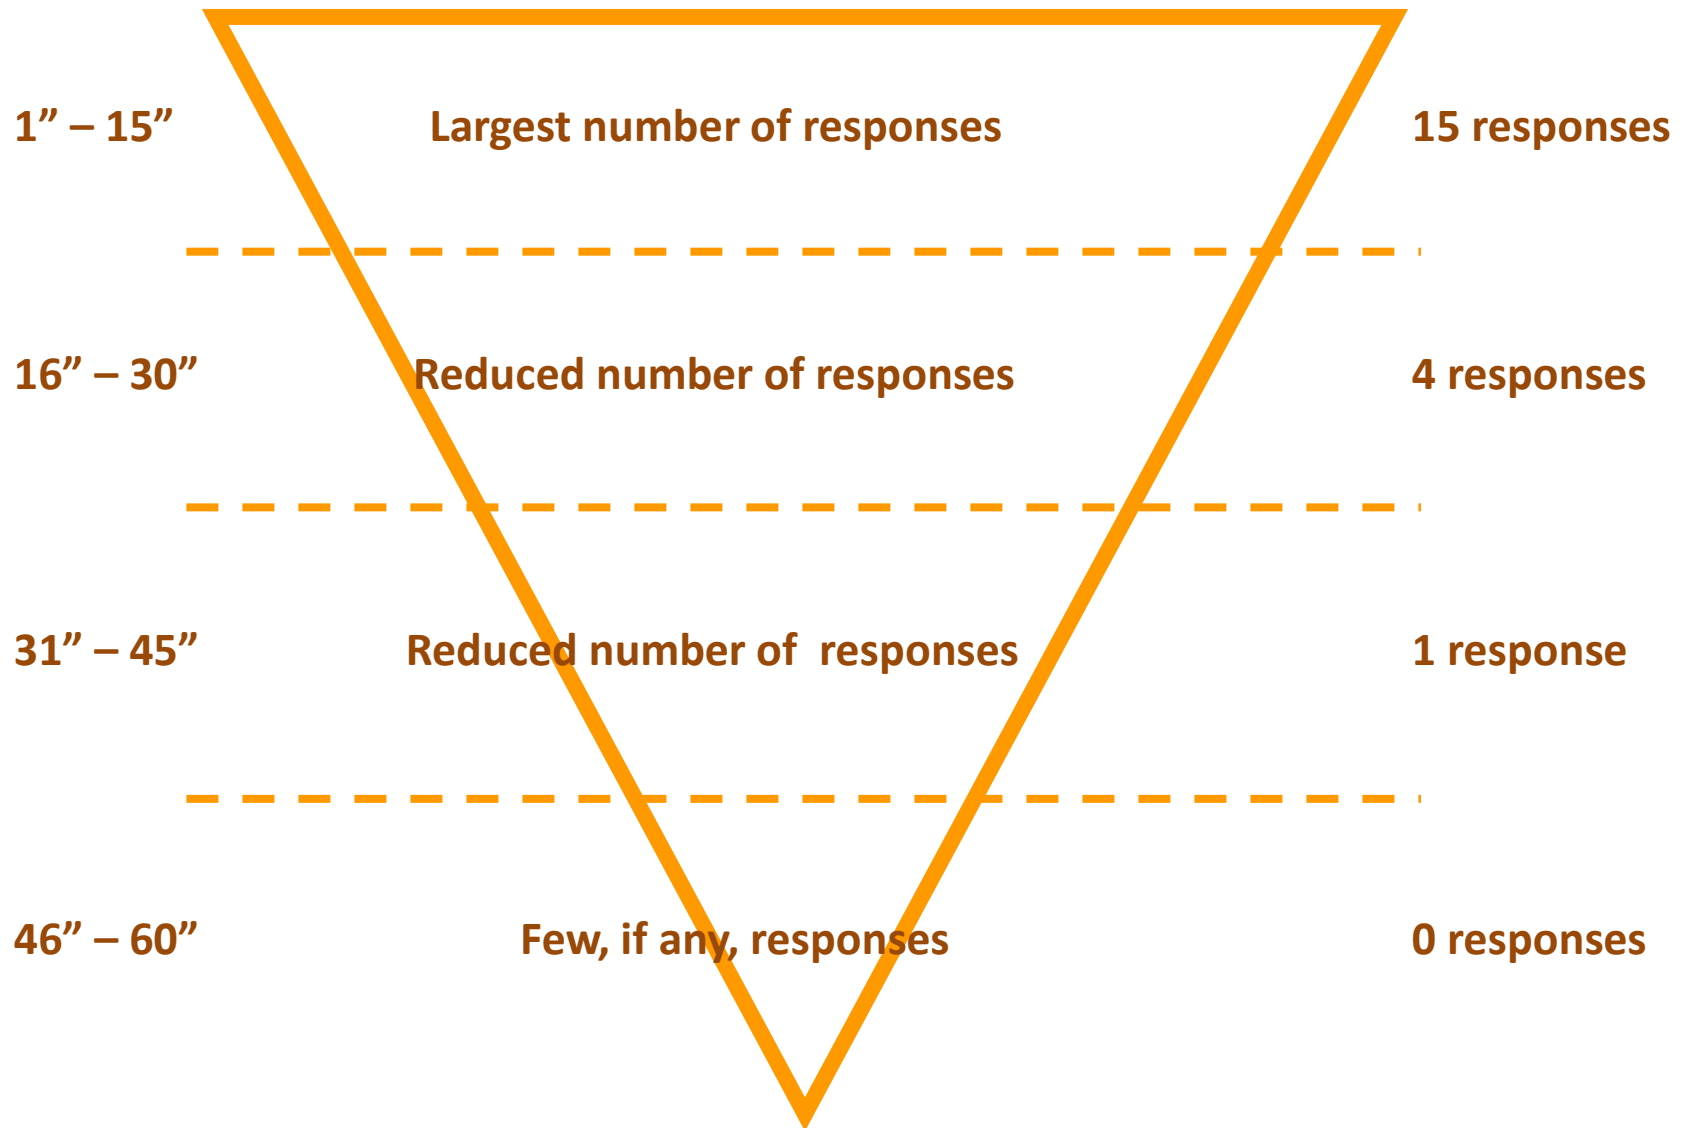 1” – 15” Largest number of responses 15 responses
16” – 30” Reduced number of responses 4 responses
31” – 45” Reduced number of  responses 1 response
46” – 60” Few, if any, responses 0 responses